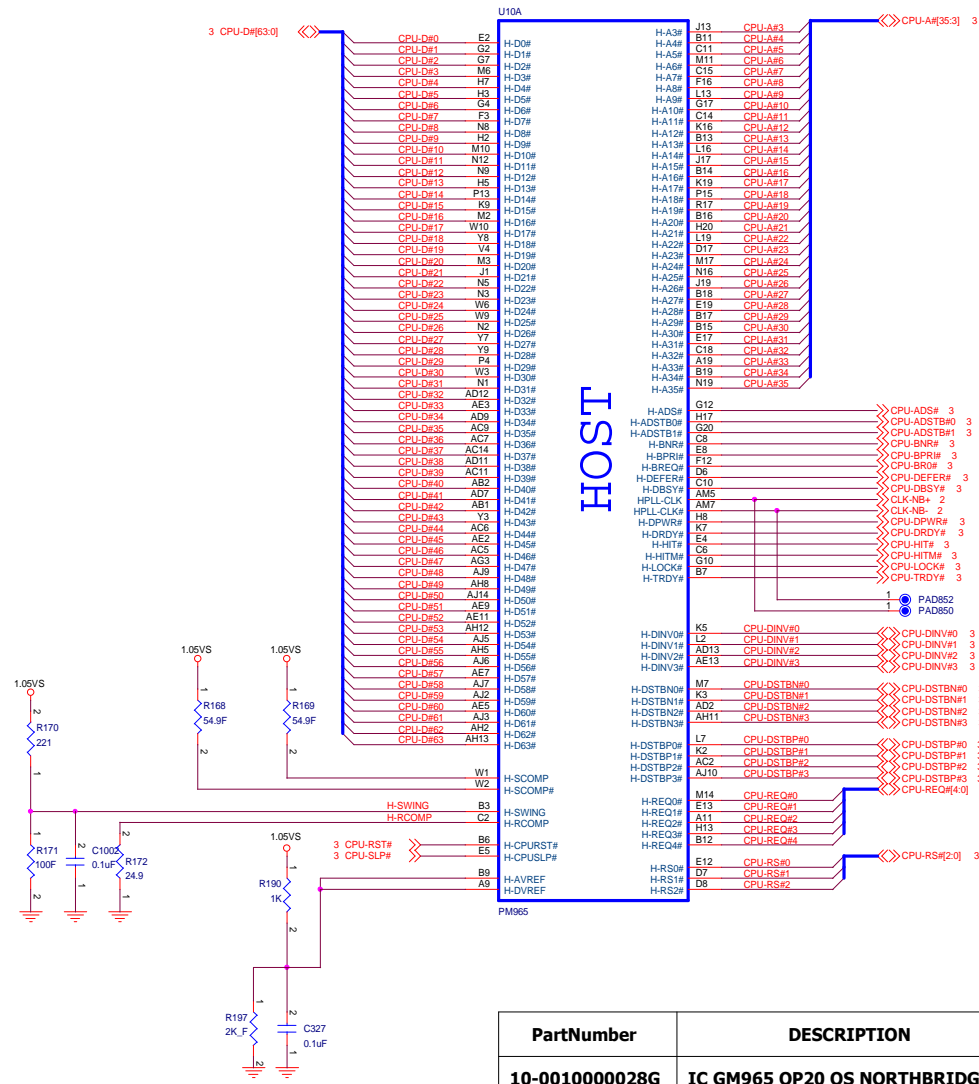 U10A
3 CPU-D#[63:0]
CPU-D#0 E2 H-D0#
CPU-D#1 G2 H-D1#
CPU-D#2 G7 H-D2#
CPU-D#3 M6 H-D3#
CPU-D#4 H7 H-D4#
CPU-D#5 H3 H-D5#
CPU-D#6 G4 H-D6#
CPU-D#7 F3 H-D7#
CPU-D#8 N8 H-D8#
CPU-D#9 H2 H-D9#
CPU-D#10 M10 H-D10#
CPU-D#11 N12 H-D11#
CPU-D#12 N9 H-D12#
CPU-D#13 H5 H-D13#
CPU-D#14 P13 H-D14#
CPU-D#15 K9 H-D15#
CPU-D#16 M2 H-D16#
CPU-D#17 W10 H-D17#
CPU-D#18 Y8 H-D18#
CPU-D#19 V4 H-D19#
CPU-D#20 M3 H-D20#
CPU-D#21 J1 H-D21#
CPU-D#22 N5 H-D22#
CPU-D#23 N3 H-D23#
CPU-D#24 W6 H-D24#
CPU-D#25 W9 H-D25#
CPU-D#26 N2 H-D26#
CPU-D#27 Y7 H-D27#
CPU-D#28 Y9 H-D28#
CPU-D#29 P4 H-D29#
CPU-D#30 W3 H-D30#
CPU-D#31 N1 H-D31#
CPU-D#32 AD12 H-D32#
CPU-D#33 AE3 H-D33#
CPU-D#34 AD9 H-D34#
CPU-D#35 AC9 H-D35#
CPU-D#36 AC7 H-D36#
CPU-D#37 AC14 H-D37#
CPU-D#38 AD11 H-D38#
CPU-D#39 AC11 H-D39#
CPU-D#40 AB2 H-D40#
CPU-D#41 AD7 H-D41#
CPU-D#42 AB1 H-D42#
CPU-D#43 Y3 H-D43#
CPU-D#44 AC6 H-D44#
CPU-D#45 AE2 H-D45#
CPU-D#46 AC5 H-D46#
CPU-D#47 AG3 H-D47#
CPU-D#48 AJ9 H-D48#
CPU-D#49 AH8 H-D49#
CPU-D#50 AJ14 H-D50#
CPU-D#51 AE9 H-D51#
CPU-D#52 AE11 H-D52#
CPU-D#53 AH12 H-D53#
CPU-D#54 AJ5 H-D54#
CPU-D#55 AH5 H-D55#
CPU-D#56 AJ6 H-D56#
CPU-D#57 AE7 H-D57#
CPU-D#58 AJ7 H-D58#
CPU-D#59 AJ2 H-D59#
CPU-D#60 AE5 H-D60#
CPU-D#61 AJ3 H-D61#
CPU-D#62 AH2 H-D62#
CPU-D#63 AH13 H-D63#
W1 H-SCOMP
W2 H-SCOMP#
H-SWING B3 H-SWING
H-RCOMP C2 H-RCOMP
3 CPU-RST# B6 H-CPURST#
3 CPU-SLP# E5 H-CPUSLP#
B9 H-AVREF
A9 H-DVREF
PM965
HOST
CPU-A#[35:3] 3
H-A3# J13 CPU-A#3
H-A4# B11 CPU-A#4
H-A5# C11 CPU-A#5
H-A6# M11 CPU-A#6
H-A7# C15 CPU-A#7
H-A8# F16 CPU-A#8
H-A9# L13 CPU-A#9
H-A10# G17 CPU-A#10
H-A11# C14 CPU-A#11
H-A12# K16 CPU-A#12
H-A13# B13 CPU-A#13
H-A14# L16 CPU-A#14
H-A15# J17 CPU-A#15
H-A16# B14 CPU-A#16
H-A17# K19 CPU-A#17
H-A18# P15 CPU-A#18
H-A19# R17 CPU-A#19
H-A20# B16 CPU-A#20
H-A21# H20 CPU-A#21
H-A22# L19 CPU-A#22
H-A23# D17 CPU-A#23
H-A24# M17 CPU-A#24
H-A25# N16 CPU-A#25
H-A26# J19 CPU-A#26
H-A27# B18 CPU-A#27
H-A28# E19 CPU-A#28
H-A29# B17 CPU-A#29
H-A30# B15 CPU-A#30
H-A31# E17 CPU-A#31
H-A32# C18 CPU-A#32
H-A33# A19 CPU-A#33
H-A34# B19 CPU-A#34
H-A35# N19 CPU-A#35
H-ADS# G12 CPU-ADS# 3
H-ADSTB0# H17 CPU-ADSTB#0 3
H-ADSTB1# G20 CPU-ADSTB#1 3
H-BNR# C8 CPU-BNR# 3
H-BPRI# E8 CPU-BPRI# 3
H-BREQ# F12 CPU-BR0# 3
H-DEFER# D6 CPU-DEFER# 3
H-DBSY# C10 CPU-DBSY# 3
HPLL-CLK AM5 CLK-NB+ 2
HPLL-CLK# AM7 CLK-NB- 2
H-DPWR# H8 CPU-DPWR# 3
H-DRDY# K7 CPU-DRDY# 3
H-HIT# E4 CPU-HIT# 3
H-HITM# C6 CPU-HITM# 3
H-LOCK# G10 CPU-LOCK# 3
H-TRDY# B7 CPU-TRDY# 3
1 PAD852
1 PAD850
H-DINV0# K5 CPU-DINV#0 CPU-DINV#0 3
H-DINV1# L2 CPU-DINV#1 CPU-DINV#1 3
H-DINV2# AD13 CPU-DINV#2 CPU-DINV#2 3
H-DINV3# AE13 CPU-DINV#3 CPU-DINV#3 3
H-DSTBN0# M7 CPU-DSTBN#0 CPU-DSTBN#0
H-DSTBN1# K3 CPU-DSTBN#1 CPU-DSTBN#1
H-DSTBN2# AD2 CPU-DSTBN#2 CPU-DSTBN#2
H-DSTBN3# AH11 CPU-DSTBN#3 CPU-DSTBN#3
H-DSTBP0# L7 CPU-DSTBP#0 CPU-DSTBP#0 3
H-DSTBP1# K2 CPU-DSTBP#1 CPU-DSTBP#1 3
H-DSTBP2# AC2 CPU-DSTBP#2 CPU-DSTBP#2 3
H-DSTBP3# AJ10 CPU-DSTBP#3 CPU-DSTBP#3 3
CPU-REQ#[4:0]
H-REQ0# M14 CPU-REQ#0
H-REQ1# E13 CPU-REQ#1
H-REQ2# A11 CPU-REQ#2
H-REQ3# H13 CPU-REQ#3
H-REQ4# B12 CPU-REQ#4
CPU-RS#[2:0] 3
H-RS0# E12 CPU-RS#0
H-RS1# D7 CPU-RS#1
H-RS2# D8 CPU-RS#2
1.05VS
1
R168
54.9F
2
1.05VS
1
R169
54.9F
2
1.05VS
2
R170
221
1
1
R171
100F
2
2
C1002
0.1uF
1
2
R172
24.9
1
1.05VS
1
R190
1K
2
1
R197
2K_F
2
2
C327
0.1uF
1
PartNumber DESCRIPTION
10-0010000028G IC GM965 QP20 QS NORTHBRIDG